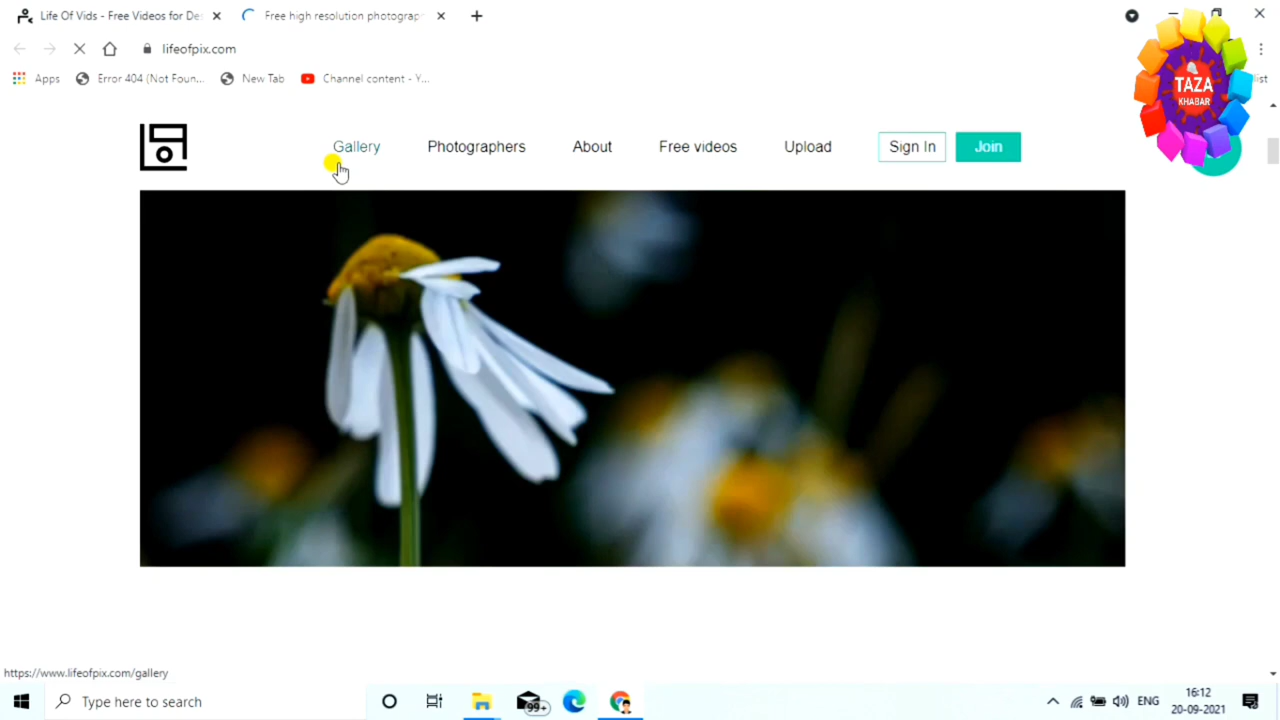 Life Of Vids - Free Videos for De
Free high resolution photograp
lifeofpix.com
Apps
Error 404 (Not Foun...
New Tab
Channel content - Y...
list
TAZA
KHABAR
Gallery
Photographers
About
Free videos
Upload
Sign In
Join
https://www.lifeofpix.com/gallery
Type here to search
99+
ENG
16:12
20-09-2021